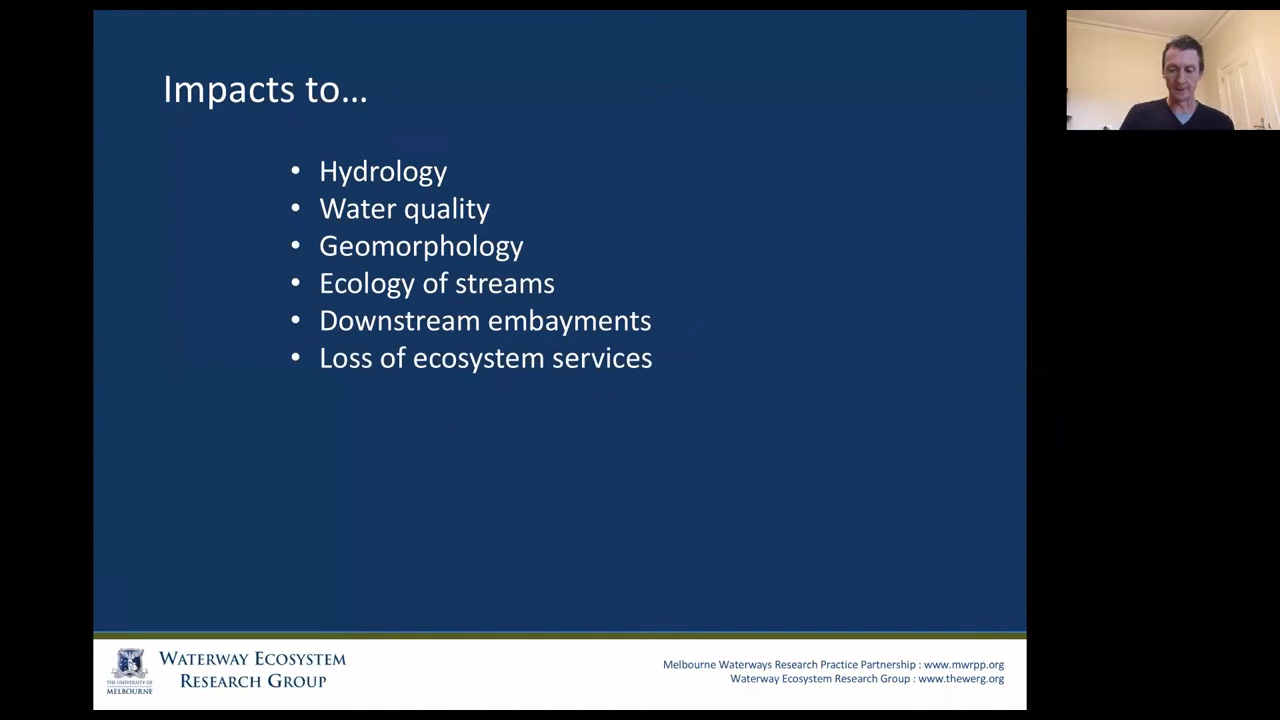 Impacts to...
• Hydrology
• Water quality
• Geomorphology
• Ecology of streams
• Downstream embayments
• Loss of ecosystem services
THE UNIVERSITY OF
MELBOURNE
WATERWAY ECOSYSTEM
RESEARCH GROUP
Melbourne Waterways Research Practice Partnership : www.mwrpp.org
Waterway Ecosystem Research Group : www.thewerg.org